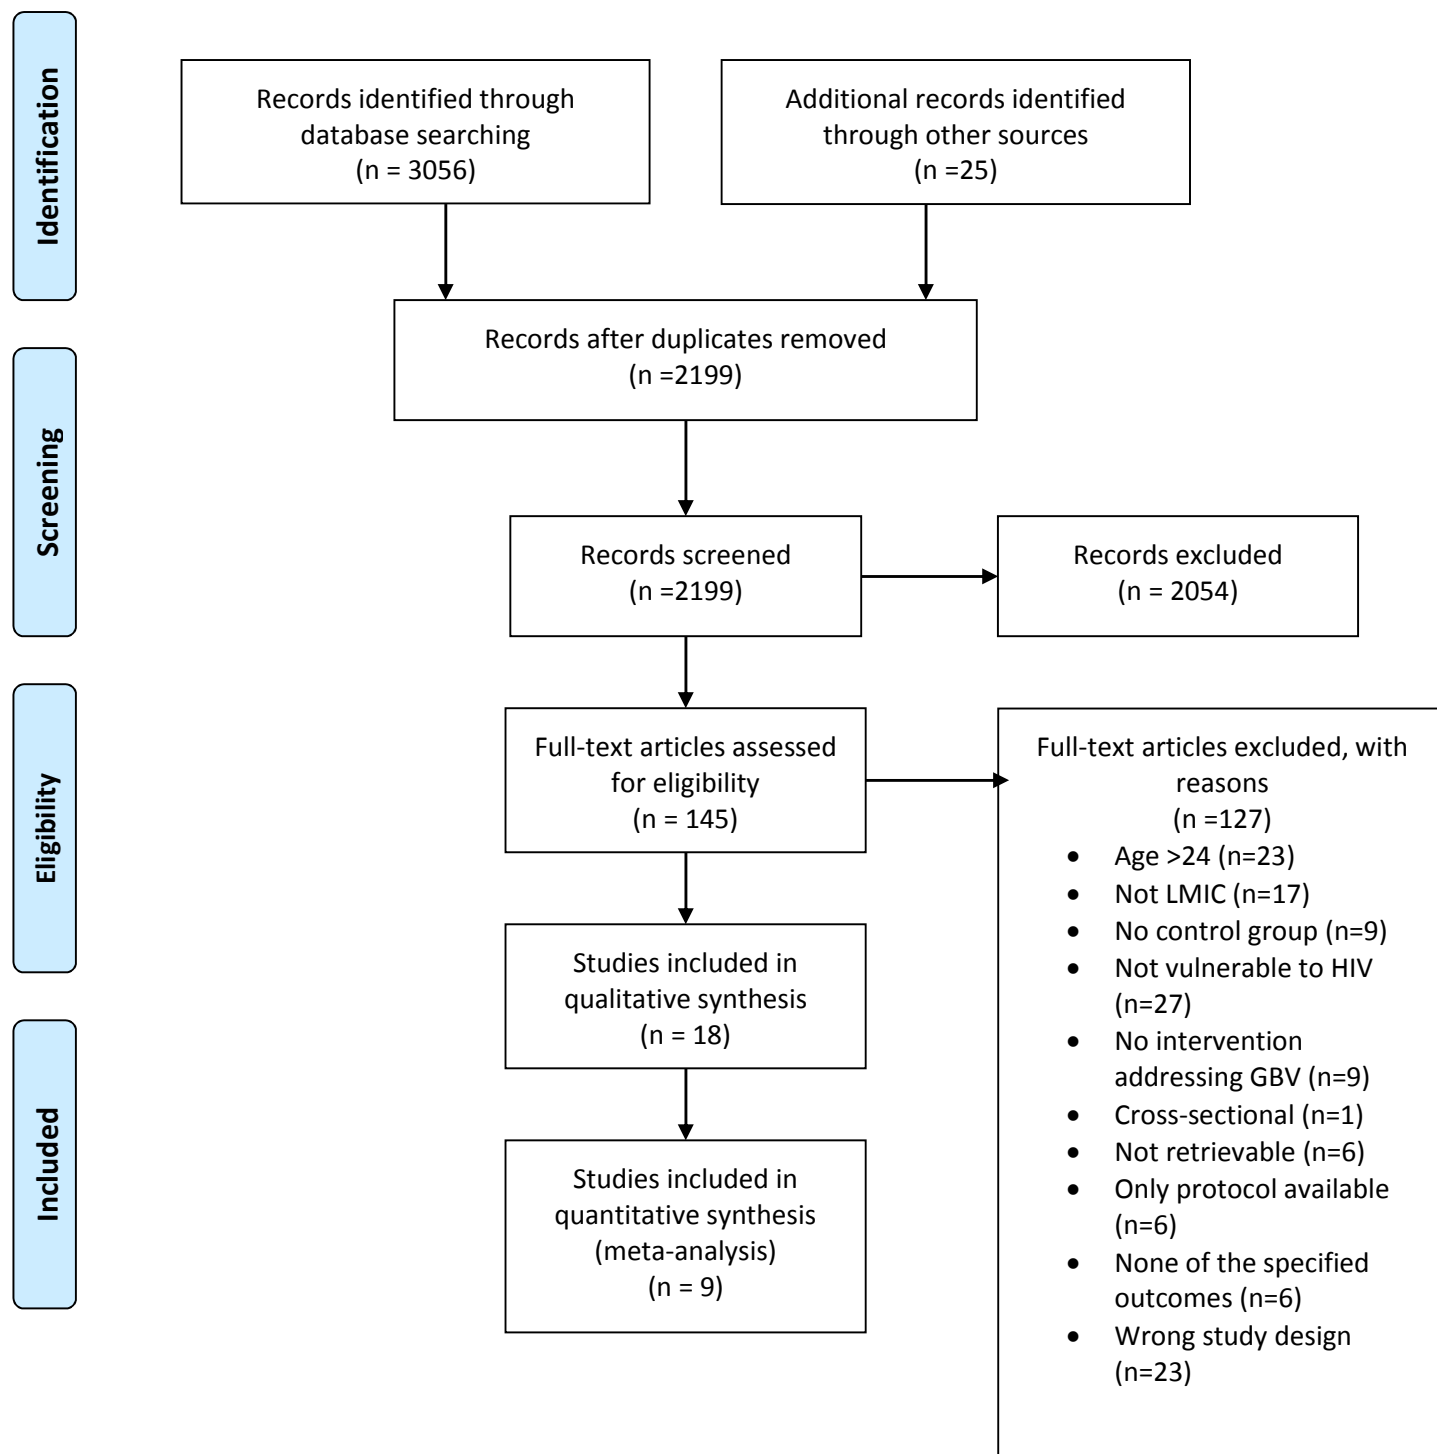 Identification
Records identified through
database searching
(n = 3056)
Additional records identified
through other sources
(n =25)
Records after duplicates removed
(n =2199)
Screening
Records screened
(n =2199)
Records excluded
(n = 2054)
Eligibility
Full-text articles assessed
for eligibility
(n = 145)
Full-text articles excluded, with
reasons
(n =127)
• Age >24 (n=23)
• Not LMIC (n=17)
• No control group (n=9)
• Not vulnerable to HIV
(n=27)
• No intervention
addressing GBV (n=9)
• Cross-sectional (n=1)
• Not retrievable (n=6)
• Only protocol available
(n=6)
• None of the specified
outcomes (n=6)
• Wrong study design
(n=23)
Studies included in
qualitative synthesis
(n = 18)
Included
Studies included in
quantitative synthesis
(meta-analysis)
(n = 9)